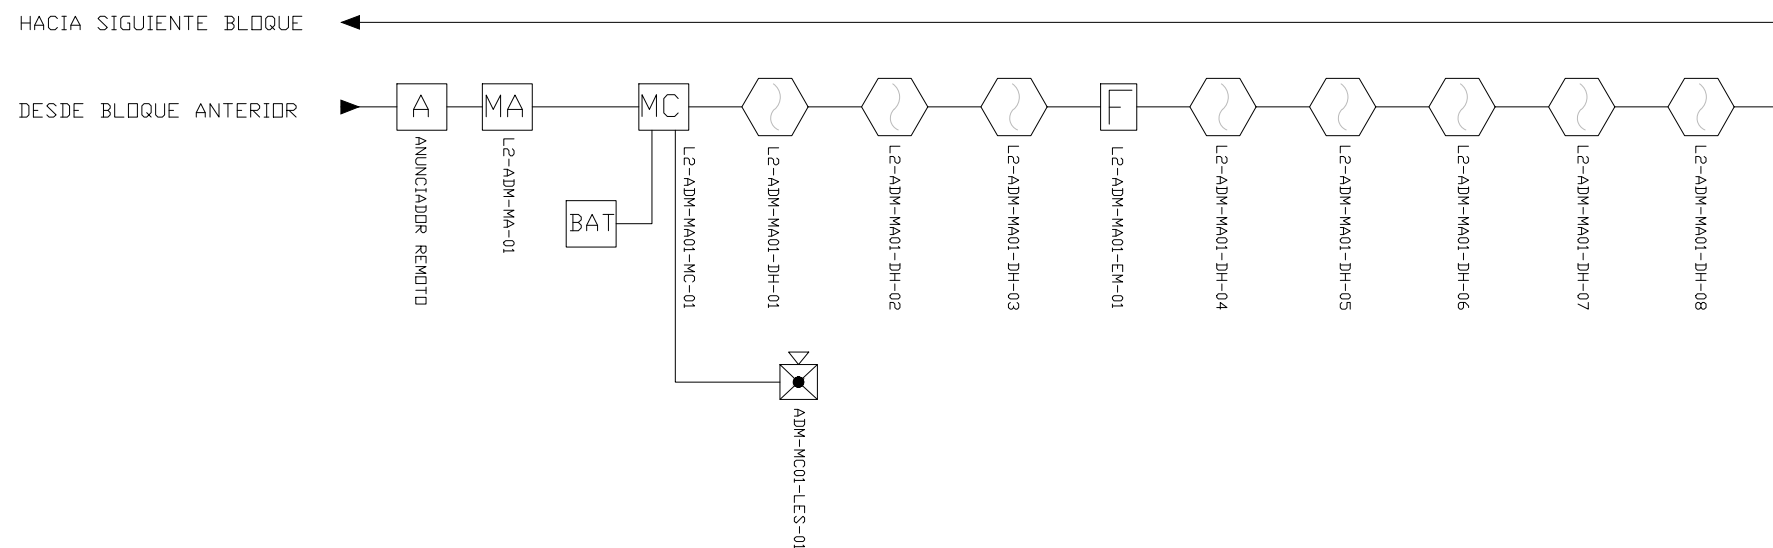 HACIA SIGUIENTE BLOQUE
DESDE BLOQUE ANTERIOR
A
MA
MC
F
ANUNCIADOR REMOTO
L2-ADM-MA-01
L2-ADM-MA01-MC-01
L2-ADM-MA01-DH-01
L2-ADM-MA01-DH-02
L2-ADM-MA01-DH-03
L2-ADM-MA01-EM-01
L2-ADM-MA01-DH-04
L2-ADM-MA01-DH-05
L2-ADM-MA01-DH-06
L2-ADM-MA01-DH-07
L2-ADM-MA01-DH-08
BAT
ADM-MC01-LES-01